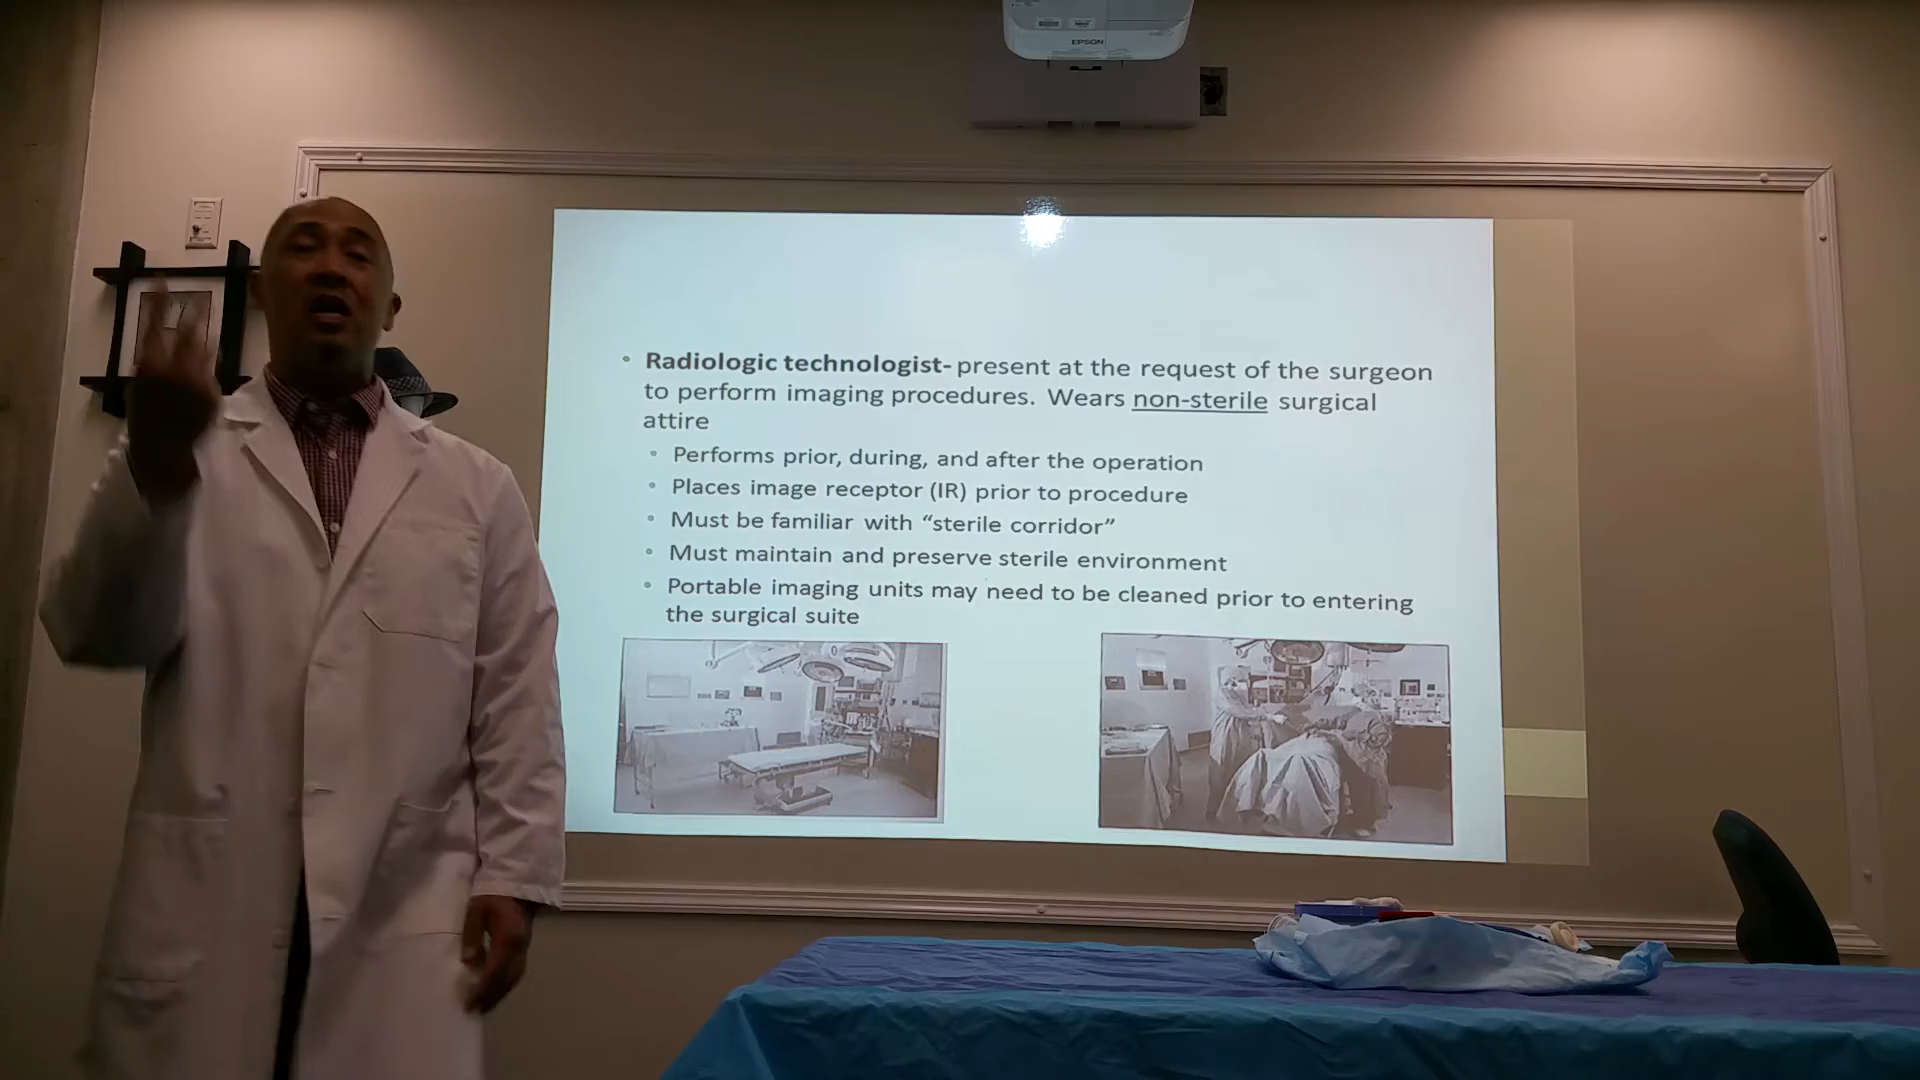 EPSON
• Radiologic technologist- present at the request of the surgeon
to perform imaging procedures. Wears non-sterile surgical
attire
• Performs prior, during, and after the operation
• Places image receptor (IR) prior to procedure
• Must be familiar with “sterile corridor”
• Must maintain and preserve sterile environment
• Portable imaging units may need to be cleaned prior to entering
the surgical suite